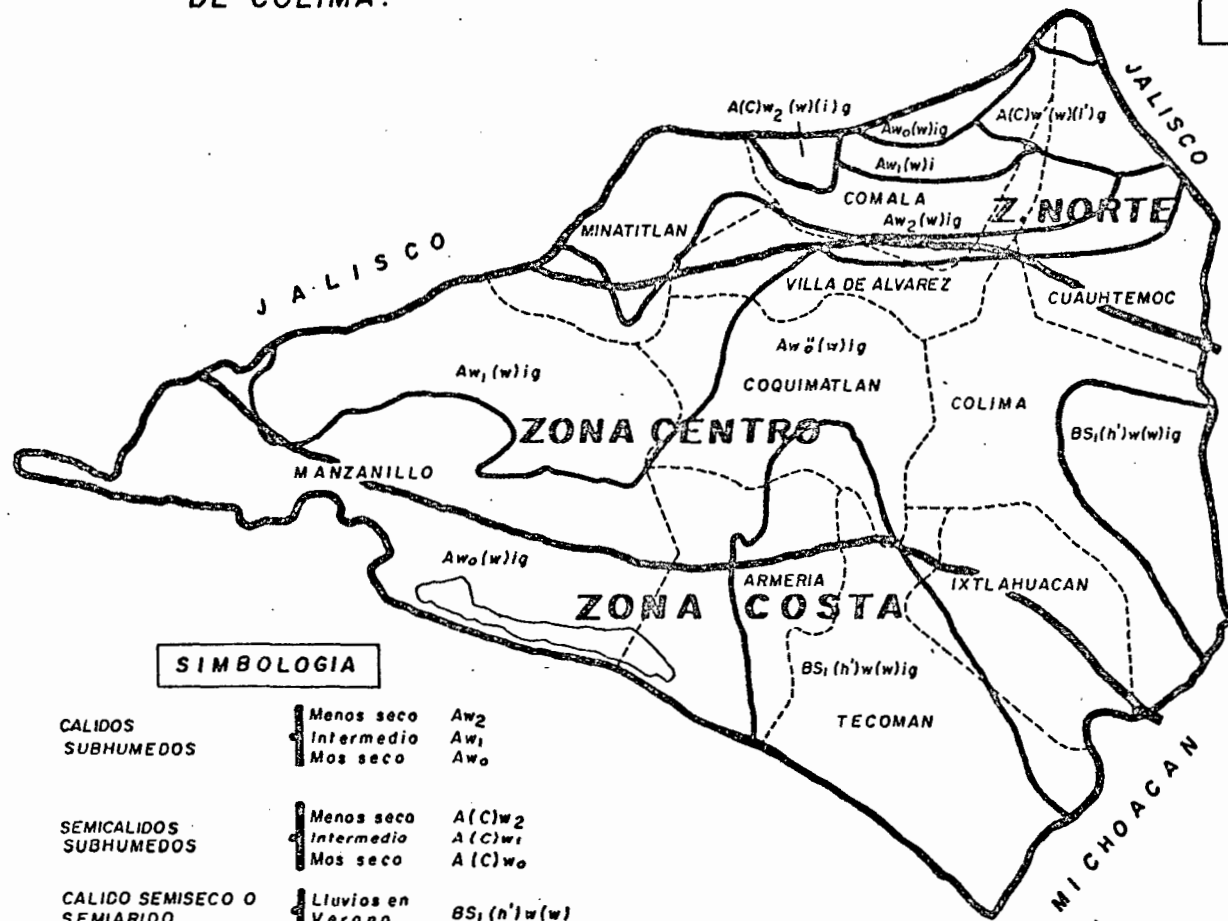 DE COLIMA.
JALISCO
A(C)w2 (w)(i)g
Awo(w)ig
A(C)w'(w)(i')g
Aw1(w)i
COMALA
Aw2(w)ig
Z. NORTE
MINATITLAN
JALISCO
VILLA DE ALVAREZ
CUAUHTEMOC
Aw"o(w)ig
Aw1(w)ig
COQUIMATLAN
COLIMA
ZONA CENTRO
BS1(h')w(w)ig
MANZANILLO
Awo(w)ig
ARMERIA
IXTLAHUACAN
ZONA COSTA
BS1(h')w(w)ig
TECOMAN
MICHOACAN
SIMBOLOGIA
CALIDOS
SUBHUMEDOS
Menos seco Aw2
Intermedio Aw1
Mas seco Awo
SEMICALIDOS
SUBHUMEDOS
Menos seco A(C)w2
Intermedio A(C)w1
Mas seco A(C)wo
CALIDO SEMISECO O
SEMIARIDO
Lluvias en
Verano BS1(h')w(w)